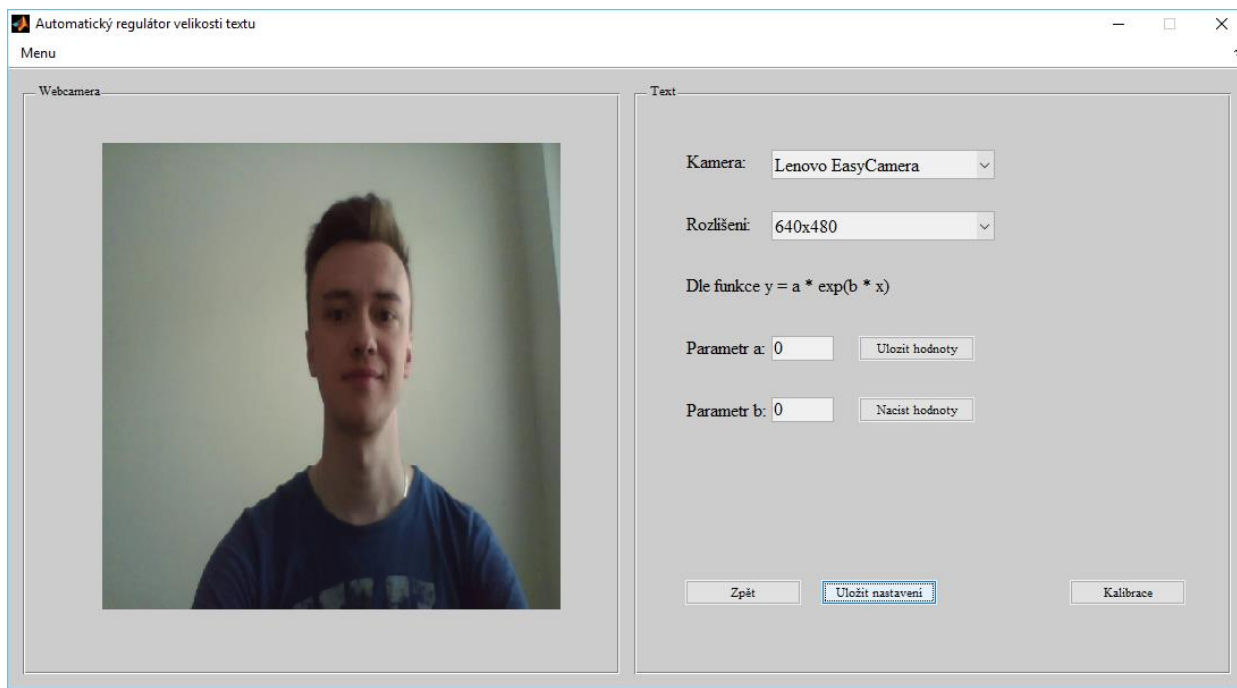 Automatický regulátor velikosti textu
Menu
Webcamera
Text
Kamera: Lenovo EasyCamera
Rozlišení: 640x480
Dle funkce y = a * exp(b * x)
Parametr a: 0 Ulozit hodnoty
Parametr b: 0 Nacist hodnoty
Zpět Uložit nastavení Kalibrace